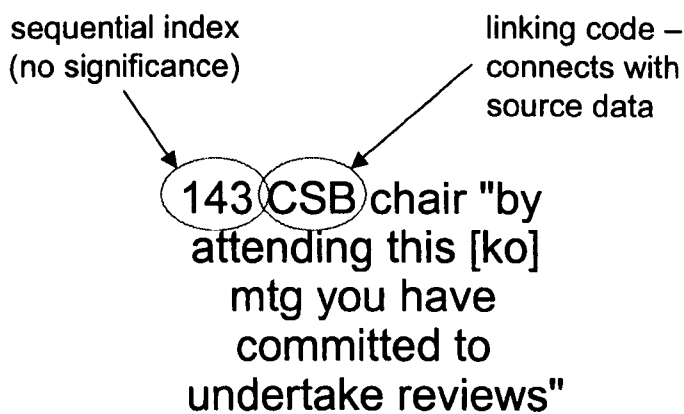 sequential index
(no significance)
linking code –
connects with
source data
143 CSB chair "by
attending this [ko]
mtg you have
committed to
undertake reviews"